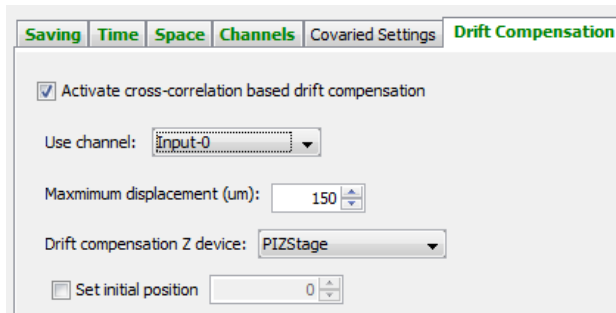 Saving Time Space Channels Covaried Settings Drift Compensation
Activate cross-correlation based drift compensation
Use channel: Input-0
Maxmimum displacement (um): 150
Drift compensation Z device: PIZStage
Set initial position 0